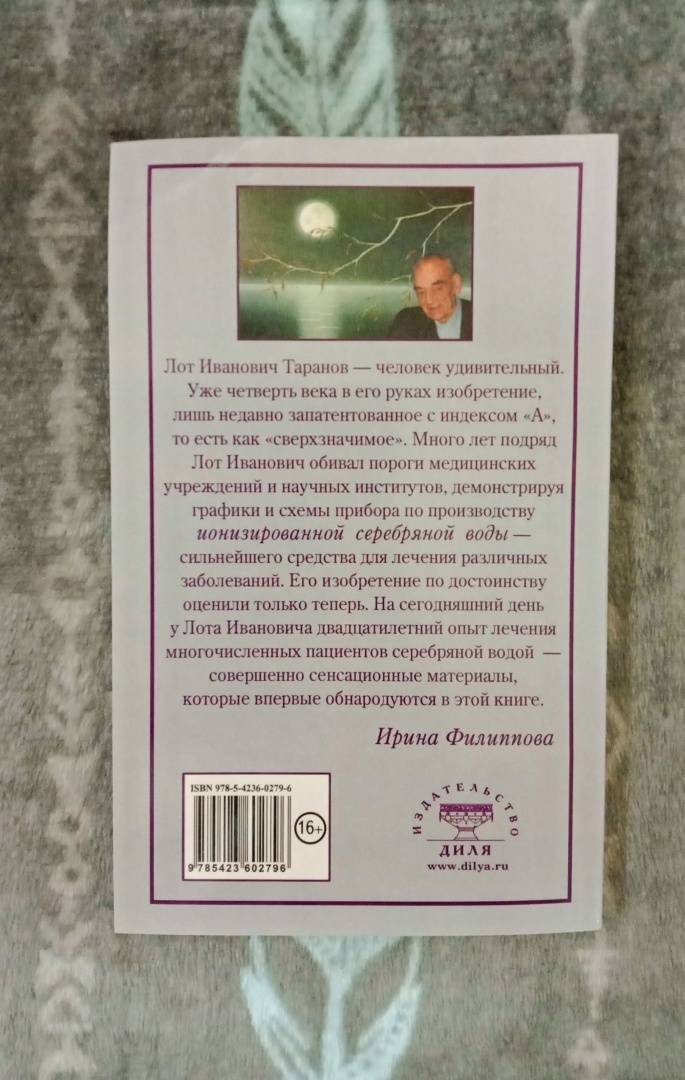 Лот Иванович Таранов — человек удивительный.
Уже четверть века в его руках изобретение,
лишь недавно запатентованное с индексом «А»,
то есть как «сверхзначимое». Много лет подряд
Лот Иванович обивал пороги медицинских
учреждений и научных институтов, демонстрируя
графики и схемы прибора по производству
ионизированной серебряной воды —
сильнейшего средства для лечения различных
заболеваний. Его изобретение по достоинству
оценили только теперь. На сегодняшний день
у Лота Ивановича двадцатилетний опыт лечения
многочисленных пациентов серебряной водой —
совершенно сенсационные материалы,
которые впервые обнародуются в этой книге.
Ирина Филиппова
ISBN 978-5-4236-0279-6
9 785423 602796
16+
ИЗДАТЕЛЬСТВО
ДИЛЯ
www.dilya.ru